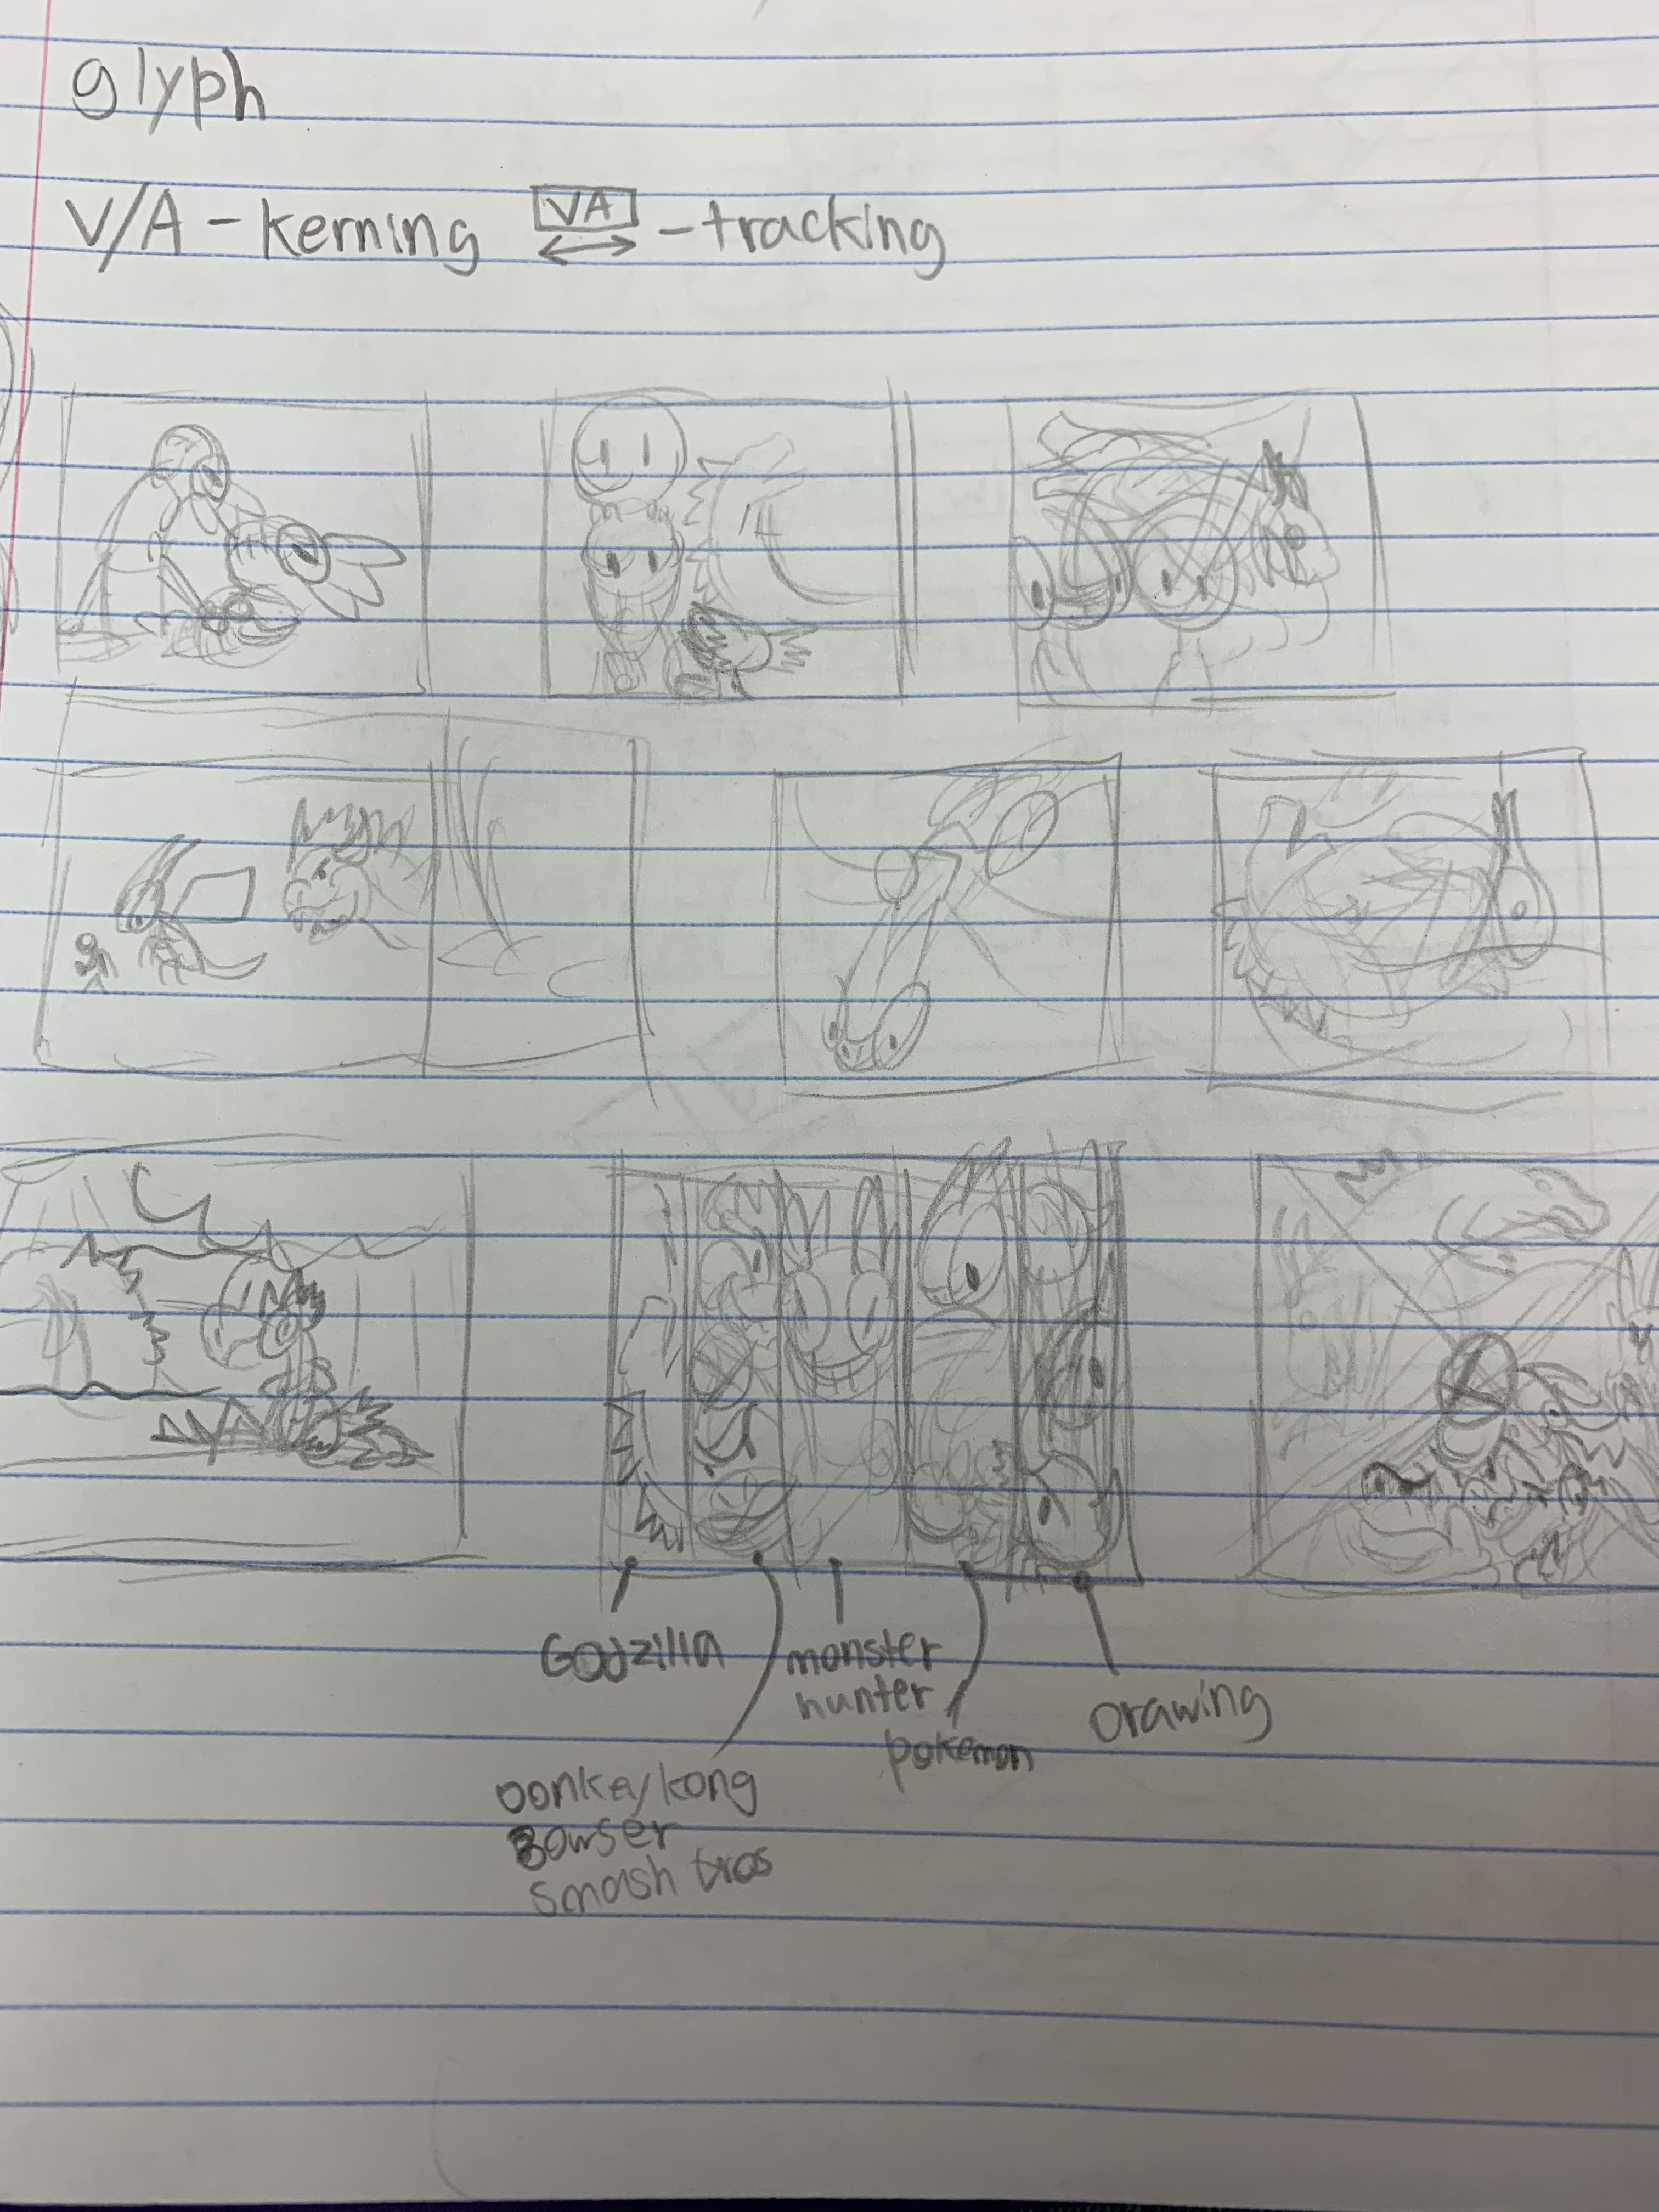 glyph
V/A - kerning VA - tracking
Godzilla
monster
hunter
pokemon
Drawing
Donkey kong
Bowser
Smash bros